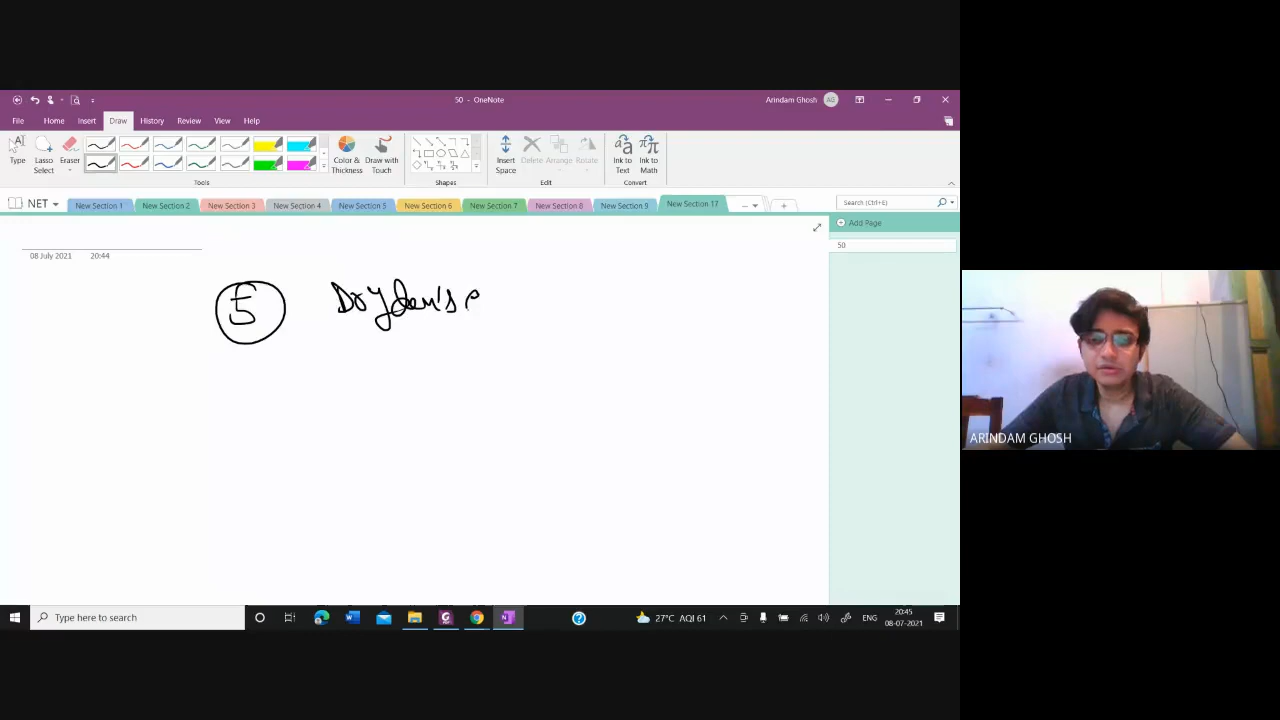 50 - OneNote
Arindam Ghosh AG
File Home Insert Draw History Review View Help
Type Lasso Select Eraser Color & Thickness Draw with Touch Insert Space Delete Arrange Rotate Ink to Text Ink to Math
Tools Shapes Edit Convert
NET New Section 1 New Section 2 New Section 3 New Section 4 New Section 5 New Section 6 New Section 7 New Section 8 New Section 9 New Section 17 Search (Ctrl+E)
Add Page
50
08 July 2021 20:44
5 Dryden's
ARINDAM GHOSH
Type here to search 27°C AQI 61 ENG 20:45
08-07-2021